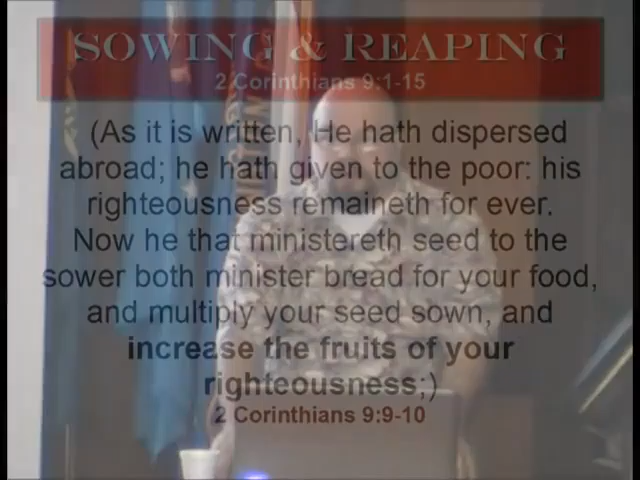 SOWING & REAPING
2 Corinthians 9:1-15
(As it is written, He hath dispersed
abroad; he hath given to the poor: his
righteousness remaineth for ever.
Now he that ministereth seed to the
sower both minister bread for your food,
and multiply your seed sown, and
increase the fruits of your
righteousness;)
2 Corinthians 9:9-10